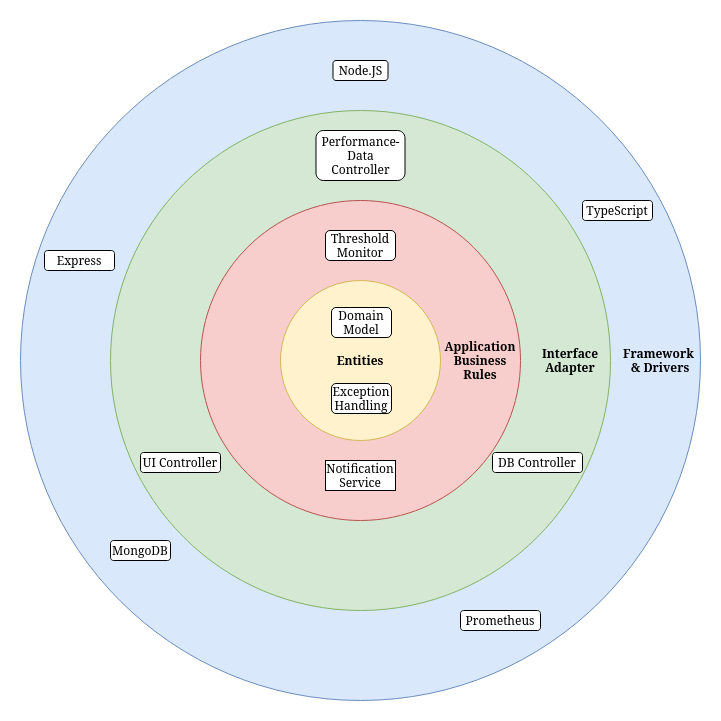 Node.JS
Performance-
Data
Controller
TypeScript
Threshold
Monitor
Express
Domain
Model
Entities
Application
Business
Rules
Interface
Adapter
Framework
& Drivers
Exception
Handling
UI Controller
Notification
Service
DB Controller
MongoDB
Prometheus